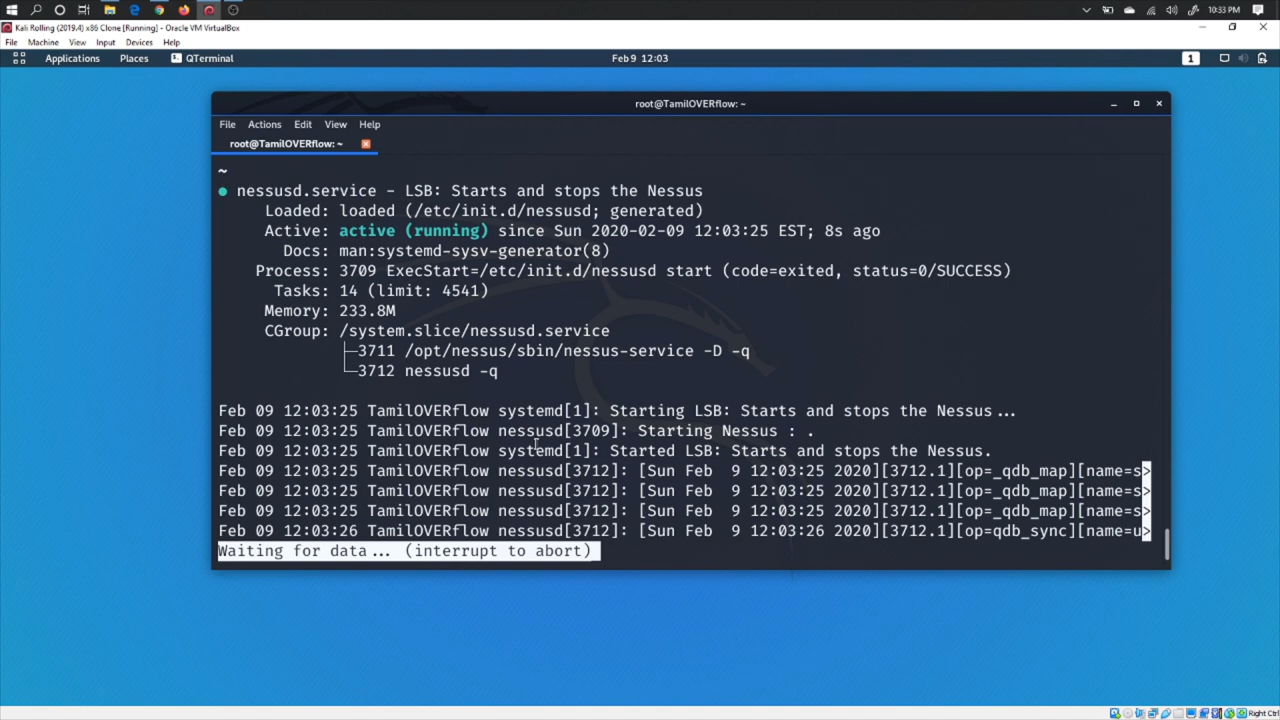 10:33 PM
Kali Rolling (2019.4) x86 Clone [Running] - Oracle VM VirtualBox
File Machine View Input Devices Help
Applications Places QTerminal Feb 9 12:03 1
root@TamilOVERflow: ~
File Actions Edit View Help
root@TamilOVERflow: ~
~
● nessusd.service - LSB: Starts and stops the Nessus
Loaded: loaded (/etc/init.d/nessusd; generated)
Active: active (running) since Sun 2020-02-09 12:03:25 EST; 8s ago
Docs: man:systemd-sysv-generator(8)
Process: 3709 ExecStart=/etc/init.d/nessusd start (code=exited, status=0/SUCCESS)
Tasks: 14 (limit: 4541)
Memory: 233.8M
CGroup: /system.slice/nessusd.service
├─3711 /opt/nessus/sbin/nessus-service -D -q
└─3712 nessusd -q
Feb 09 12:03:25 TamilOVERflow systemd[1]: Starting LSB: Starts and stops the Nessus...
Feb 09 12:03:25 TamilOVERflow nessusd[3709]: Starting Nessus : .
Feb 09 12:03:25 TamilOVERflow systemd[1]: Started LSB: Starts and stops the Nessus.
Feb 09 12:03:25 TamilOVERflow nessusd[3712]: [Sun Feb  9 12:03:25 2020][3712.1][op=_qdb_map][name=s>
Feb 09 12:03:25 TamilOVERflow nessusd[3712]: [Sun Feb  9 12:03:25 2020][3712.1][op=_qdb_map][name=s>
Feb 09 12:03:25 TamilOVERflow nessusd[3712]: [Sun Feb  9 12:03:25 2020][3712.1][op=_qdb_map][name=s>
Feb 09 12:03:26 TamilOVERflow nessusd[3712]: [Sun Feb  9 12:03:26 2020][3712.1][op=qdb_sync][name=u>
Waiting for data... (interrupt to abort)
Right Ctrl